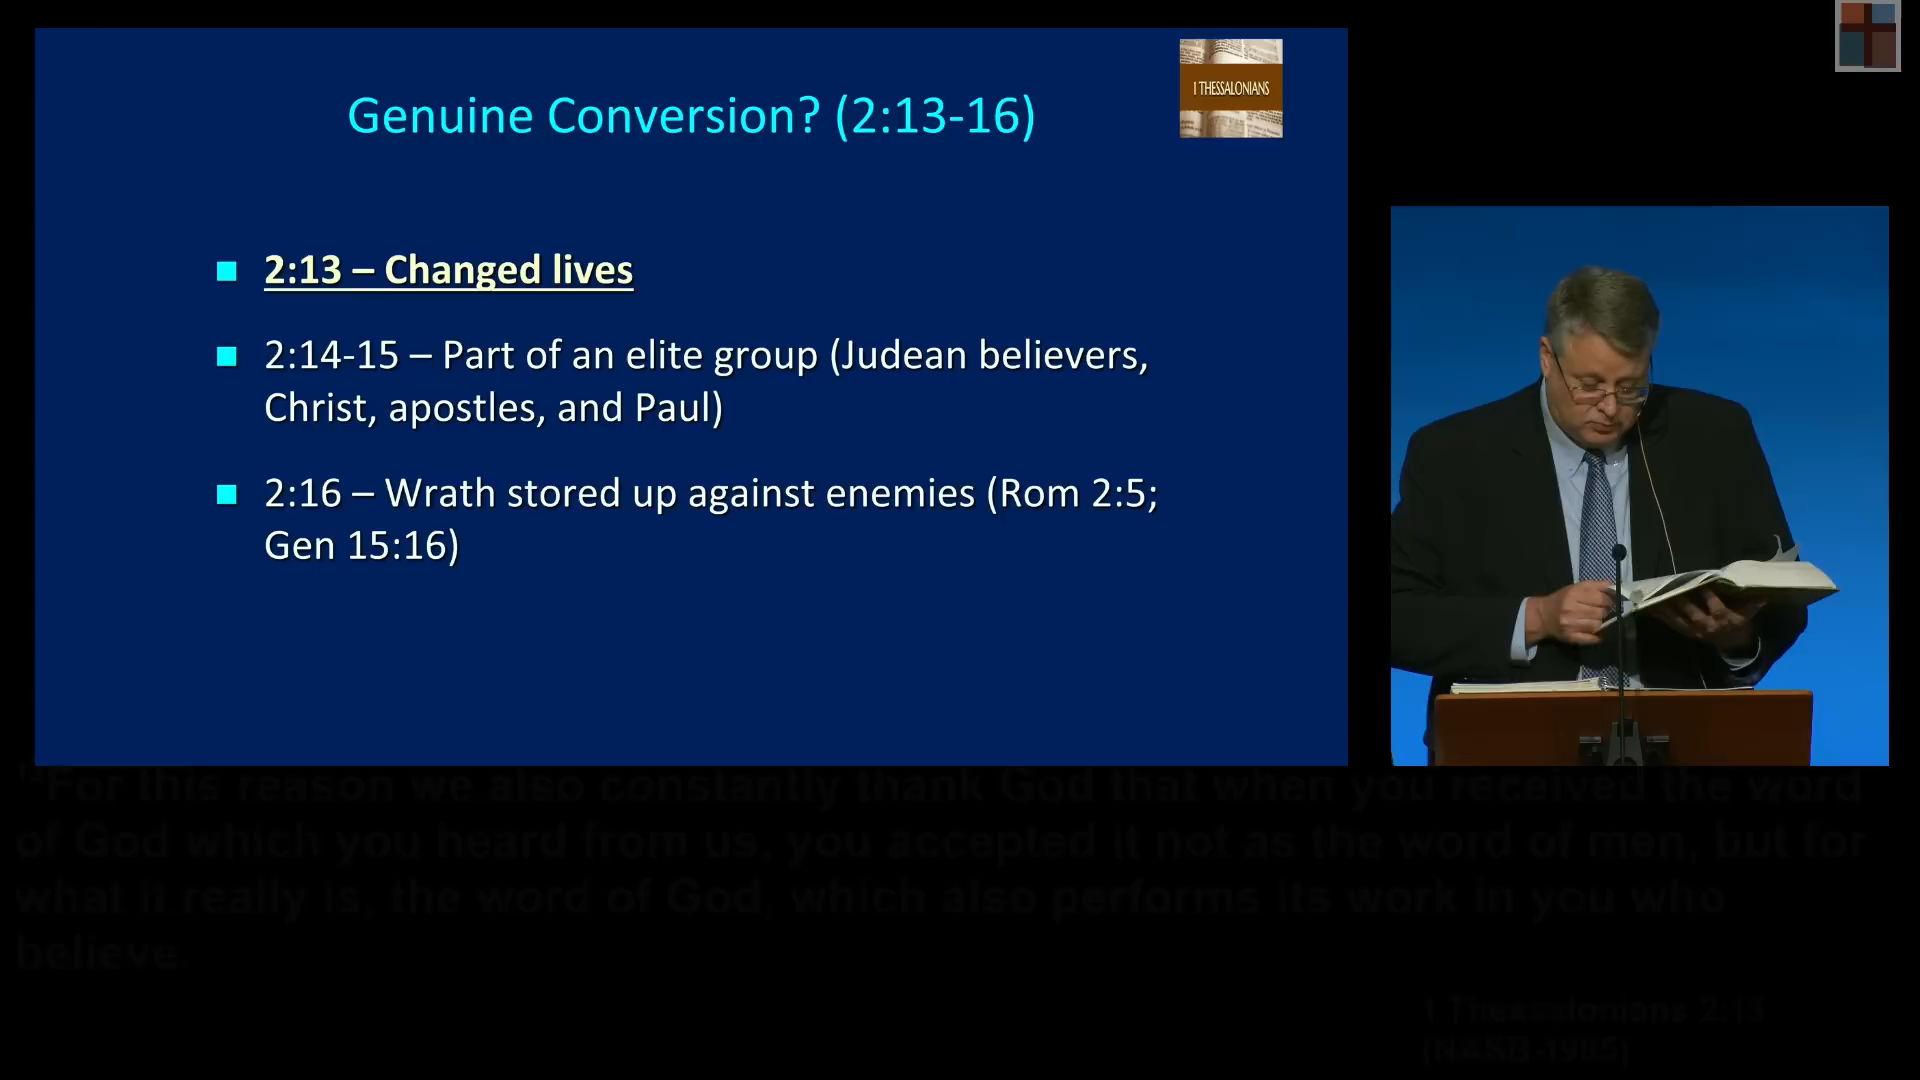 Genuine Conversion? (2:13-16)
I THESSALONIANS
2:13 – Changed lives
2:14-15 – Part of an elite group (Judean believers,
Christ, apostles, and Paul)
2:16 – Wrath stored up against enemies (Rom 2:5;
Gen 15:16)
For this reason we also constantly thank God that when you received the word
of God which you heard from us, you accepted it not as the word of men, but for
what it really is, the word of God, which also performs its work in you who
believe.
1 Thessalonians 2:13
(NASB-1995)